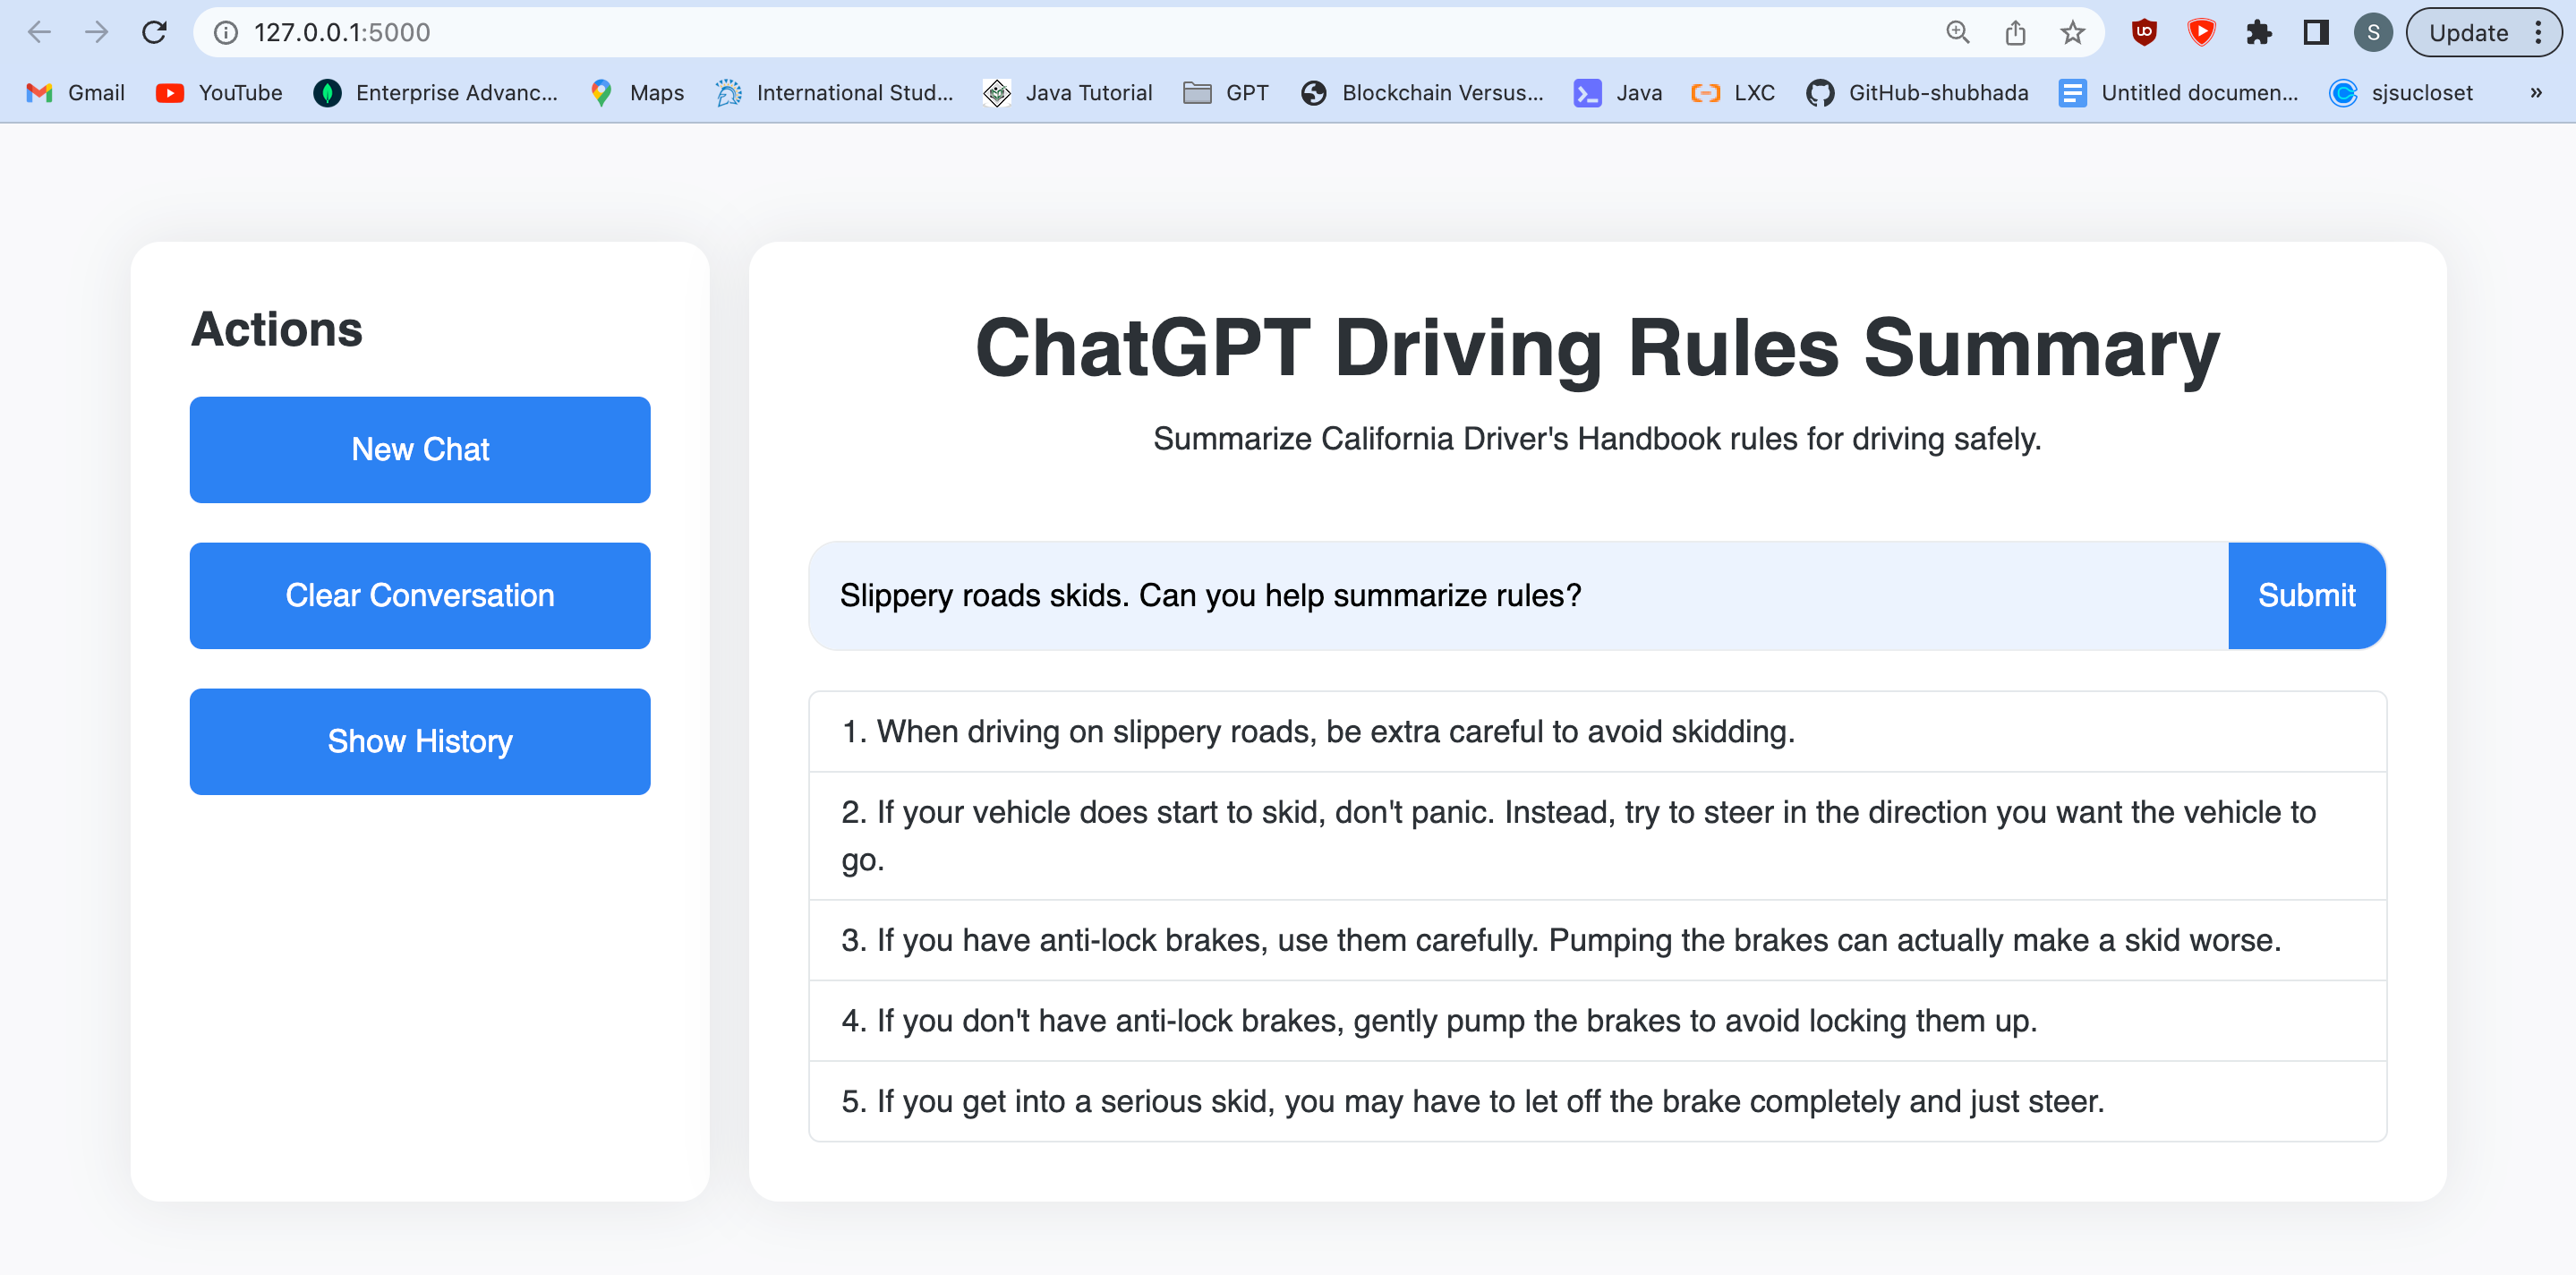 127.0.0.1:5000
S
Update
Gmail
YouTube
Enterprise Advanc...
Maps
International Stud...
Java Tutorial
GPT
Blockchain Versus...
Java
LXC
GitHub-shubhada
Untitled documen...
sjsucloset
»
Actions
New Chat
Clear Conversation
Show History
ChatGPT Driving Rules Summary
Summarize California Driver's Handbook rules for driving safely.
Slippery roads skids. Can you help summarize rules?
Submit
1. When driving on slippery roads, be extra careful to avoid skidding.
2. If your vehicle does start to skid, don't panic. Instead, try to steer in the direction you want the vehicle to
go.
3. If you have anti-lock brakes, use them carefully. Pumping the brakes can actually make a skid worse.
4. If you don't have anti-lock brakes, gently pump the brakes to avoid locking them up.
5. If you get into a serious skid, you may have to let off the brake completely and just steer.